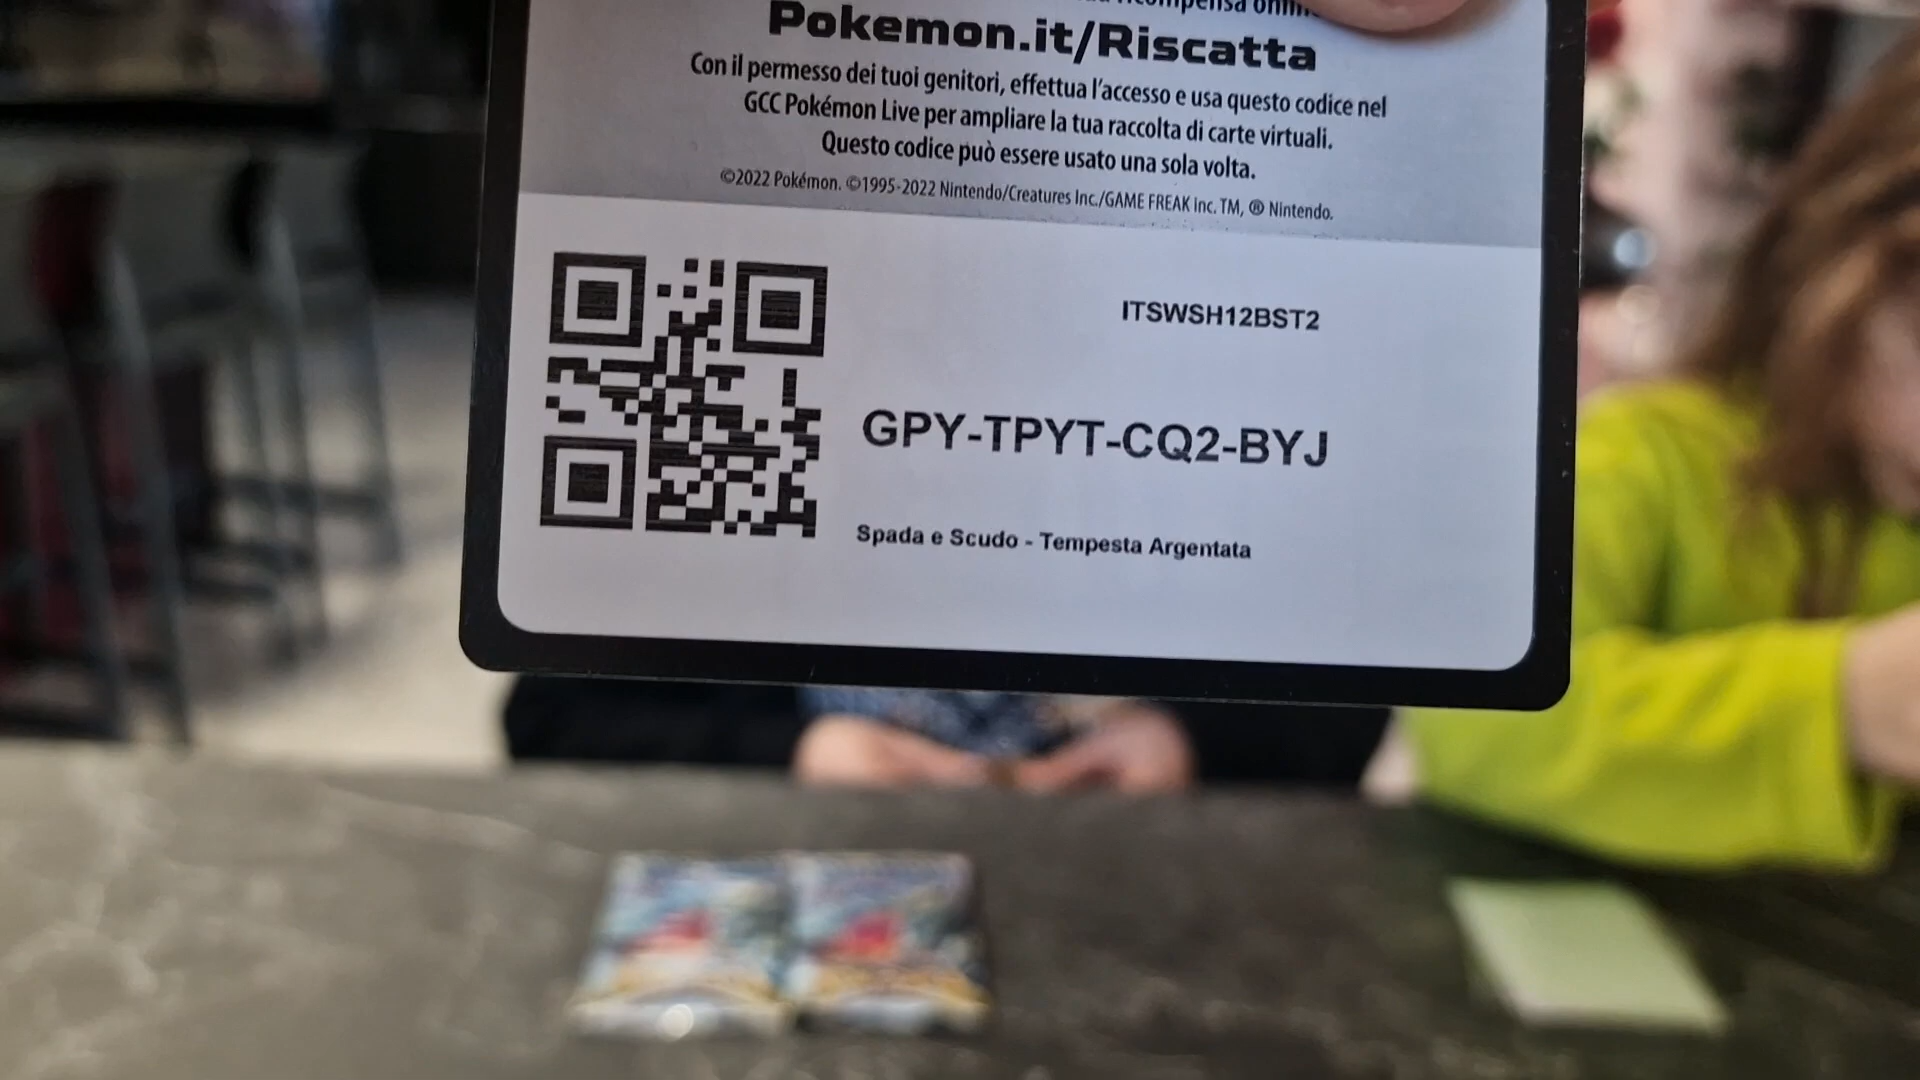 ricompensa online
Pokemon.it/Riscatta
Con il permesso dei tuoi genitori, effettua l'accesso e usa questo codice nel
GCC Pokémon Live per ampliare la tua raccolta di carte virtuali.
Questo codice può essere usato una sola volta.
©2022 Pokémon. ©1995-2022 Nintendo/Creatures Inc./GAME FREAK inc. TM, ® Nintendo.
ITSWSH12BST2
GPY-TPYT-CQ2-BYJ
Spada e Scudo - Tempesta Argentata